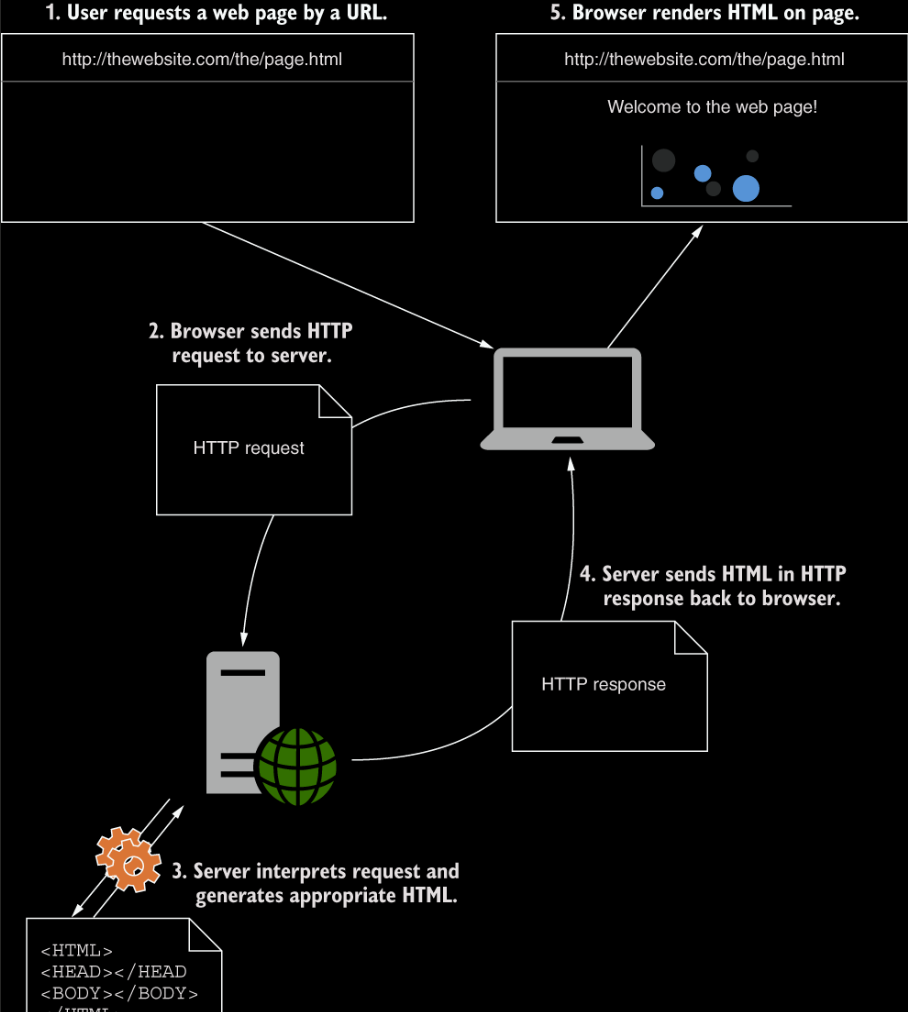 1. User requests a web page by a URL.
http://thewebsite.com/the/page.html
5. Browser renders HTML on page.
http://thewebsite.com/the/page.html
Welcome to the web page!
2. Browser sends HTTP
request to server.
HTTP request
4. Server sends HTML in HTTP
response back to browser.
HTTP response
3. Server interprets request and
generates appropriate HTML.
<HTML>
<HEAD></HEAD
<BODY></BODY>